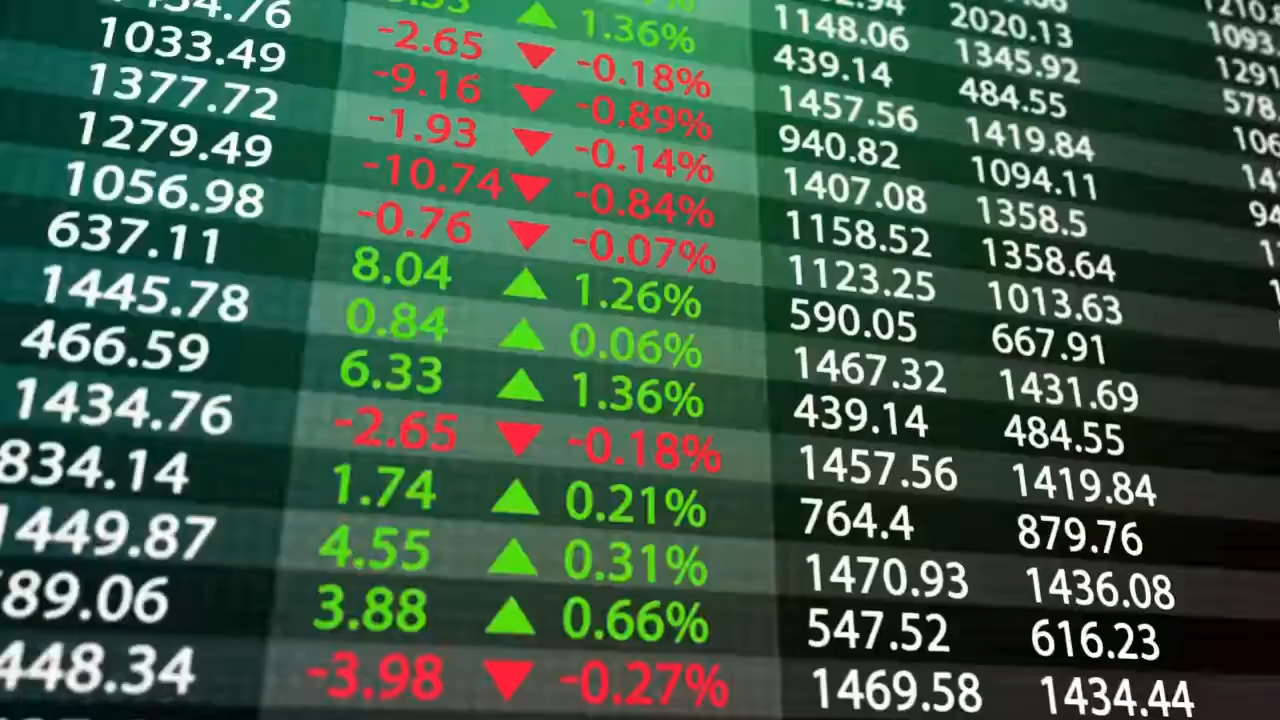 2020.13
1148.06 1345.92
▲ 1.36% 439.14 484.55
-2.65 ▼ -0.18% 1457.56 1419.84
1033.49 -9.16 ▼ -0.89% 940.82 1094.11
1377.72 -1.93 ▼ -0.14% 1407.08 1358.5
1279.49 -10.74 ▼ -0.84% 1158.52 1358.64
1056.98 -0.76 ▼ -0.07% 1123.25 1013.63
637.11 8.04 ▲ 1.26% 590.05 667.91
1445.78 0.84 ▲ 0.06% 1467.32 1431.69
466.59 6.33 ▲ 1.36% 439.14 484.55
1434.76 -2.65 ▼ -0.18% 1457.56 1419.84
834.14 1.74 ▲ 0.21% 764.4 879.76
1449.87 4.55 ▲ 0.31% 1470.93 1436.08
89.06 3.88 ▲ 0.66% 547.52 616.23
448.34 -3.98 ▼ -0.27% 1469.58 1434.44